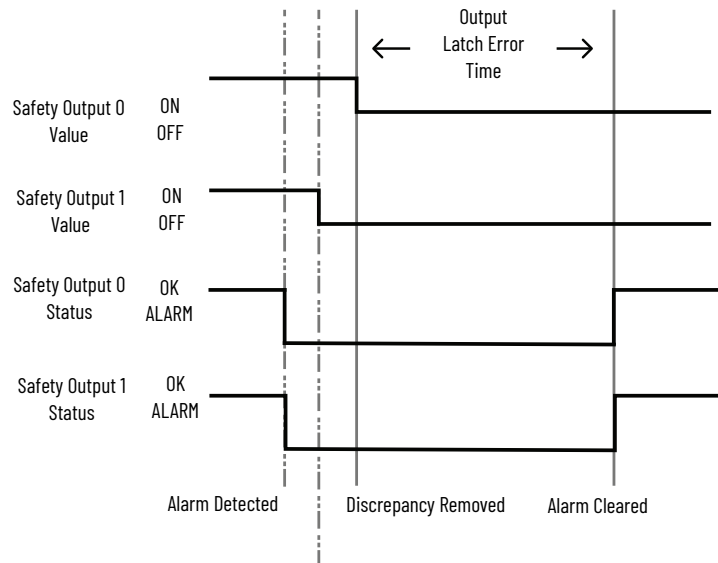 Output
Latch Error
Time
Safety Output 0
Value
ON
OFF
Safety Output 1
Value
ON
OFF
Safety Output 0
Status
OK
ALARM
Safety Output 1
Status
OK
ALARM
Alarm Detected
Discrepancy Removed
Alarm Cleared